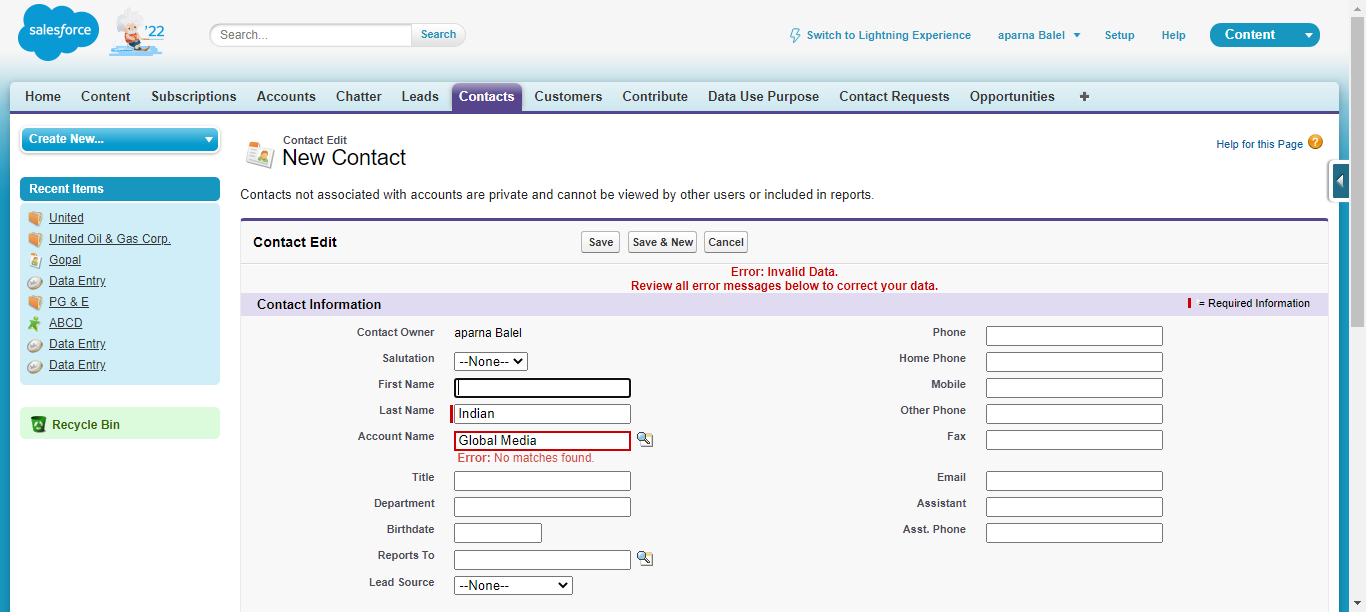 salesforce
'22
Search...
Search
Switch to Lightning Experience
aparna Balel
Setup
Help
Content
Home
Content
Subscriptions
Accounts
Chatter
Leads
Contacts
Customers
Contribute
Data Use Purpose
Contact Requests
Opportunities
+
Create New...
Recent Items
United
United Oil & Gas Corp.
Gopal
Data Entry
PG & E
ABCD
Data Entry
Data Entry
Recycle Bin
Contact Edit
New Contact
Help for this Page ?
Contacts not associated with accounts are private and cannot be viewed by other users or included in reports.
Contact Edit
Save
Save & New
Cancel
Error: Invalid Data.
Review all error messages below to correct your data.
Contact Information
= Required Information
Contact Owner aparna Balel
Salutation --None--
First Name
Last Name Indian
Account Name Global Media
Error: No matches found.
Title
Department
Birthdate
Reports To
Lead Source --None--
Phone
Home Phone
Mobile
Other Phone
Fax
Email
Assistant
Asst. Phone